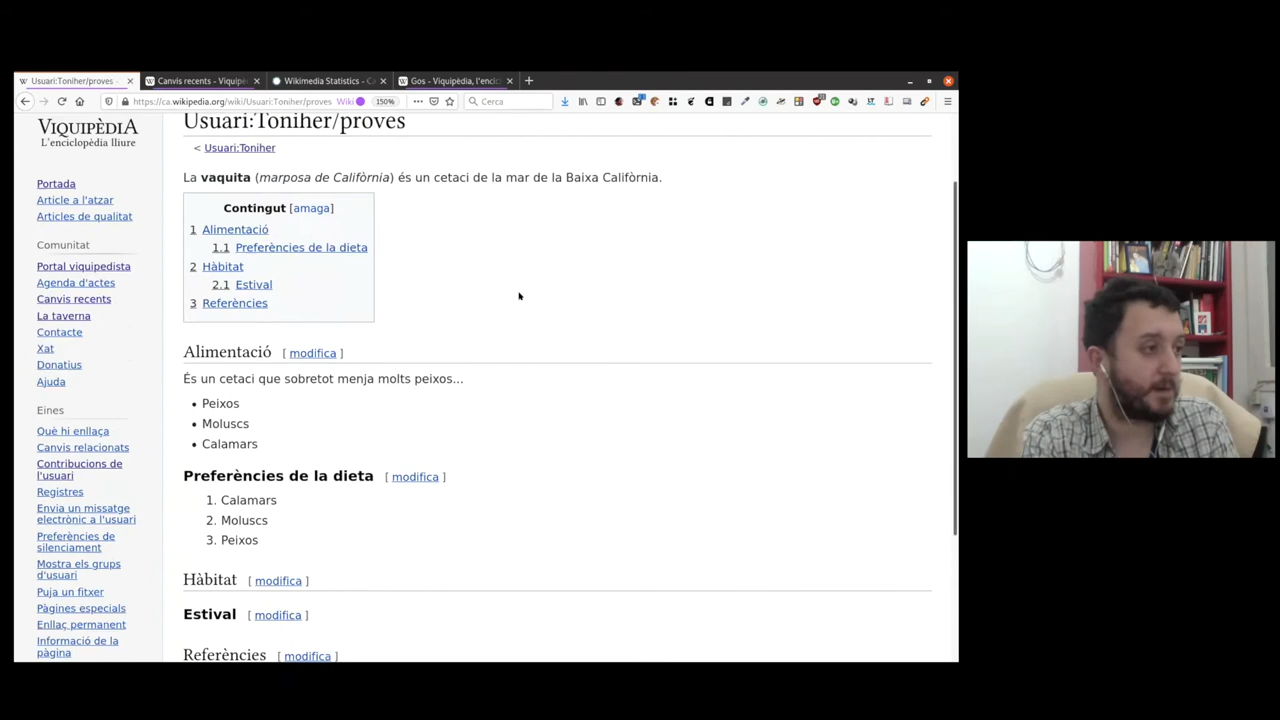 Usuari:Toniher/proves -
Canvis recents - Viquipè
Wikimedia Statistics - Ca
Gos - Viquipèdia, l'enci
https://ca.wikipedia.org/wiki/Usuari:Toniher/proves
Wiki
150%
Cerca
VIQUIPÈDIA
L'enciclopèdia lliure
Portada
Article a l'atzar
Articles de qualitat
Comunitat
Portal viquipedista
Agenda d'actes
Canvis recents
La taverna
Contacte
Xat
Donatius
Ajuda
Eines
Què hi enllaça
Canvis relacionats
Contribucions de
l'usuari
Registres
Envia un missatge
electrònic a l'usuari
Preferències de
silenciament
Mostra els grups
d'usuari
Puja un fitxer
Pàgines especials
Enllaç permanent
Informació de la
pàgina
Usuari:Toniher/proves
< Usuari:Toniher
La vaquita (marposa de Califòrnia) és un cetaci de la mar de la Baixa Califòrnia.
Contingut [amaga]
1 Alimentació
1.1 Preferències de la dieta
2 Hàbitat
2.1 Estival
3 Referències
Alimentació [ modifica ]
És un cetaci que sobretot menja molts peixos...
• Peixos
• Moluscs
• Calamars
Preferències de la dieta [ modifica ]
1. Calamars
2. Moluscs
3. Peixos
Hàbitat [ modifica ]
Estival [ modifica ]
Referències [ modifica ]